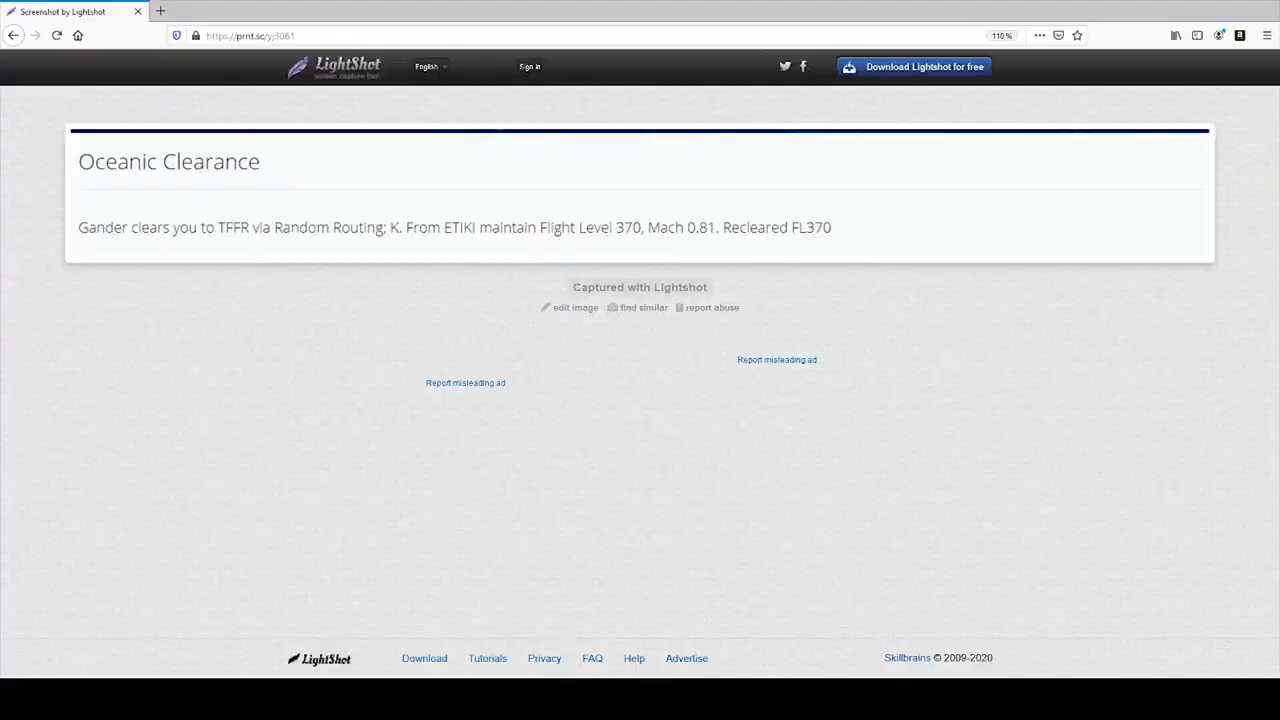 Screenshot by Lightshot
https://prnt.sc/yj3061
110%
LightShot
screen capture tool
English
Sign in
Download Lightshot for free
Oceanic Clearance
Gander clears you to TFFR via Random Routing; K. From ETIKI maintain Flight Level 370, Mach 0.81. Recleared FL370
Captured with Lightshot
edit image find similar report abuse
Report misleading ad
Report misleading ad
LightShot Download Tutorials Privacy FAQ Help Advertise Skillbrains © 2009-2020